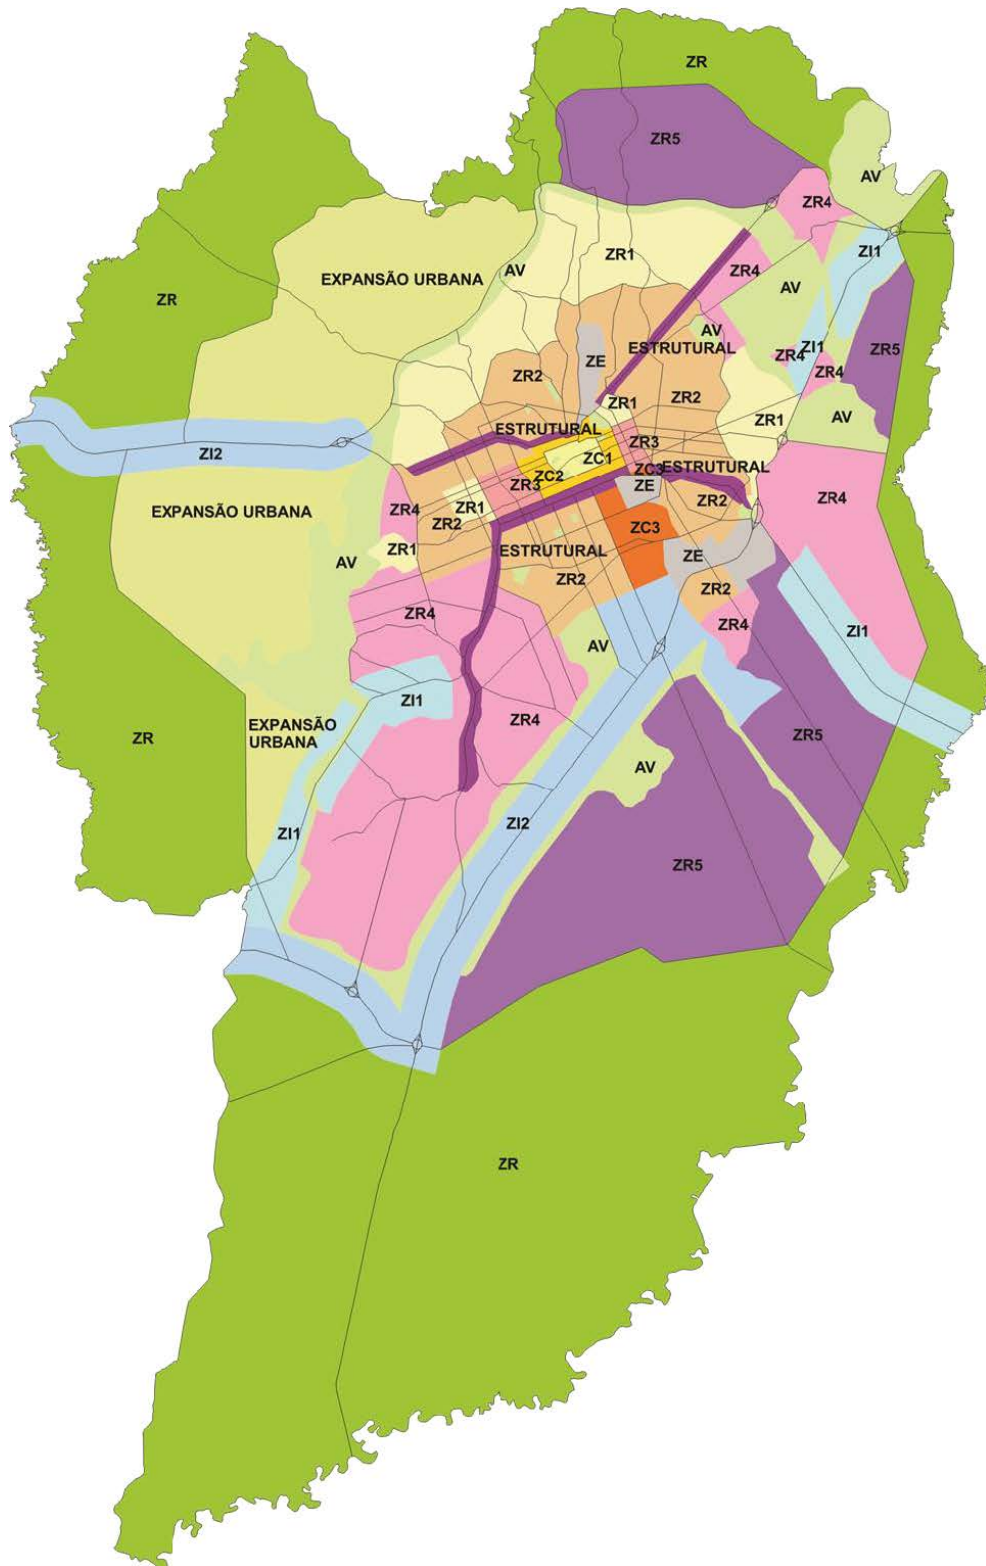 ZR
ZR5
AV
ZR4
ZR1
ZI1
ZR4
EXPANSÃO URBANA
AV
AV
ZR
AV
ZE
ESTRUTURAL
ZR4
ZI1
ZR5
ZR2
ZR4
ZR2
ZR1
AV
ZR1
ESTRUTURAL
ZR3
ZI2
ZC1
ZC3
ESTRUTURAL
ZC2
ZR3
ZE
ZR4
ZR2
EXPANSÃO URBANA
ZR4
ZR1
ZR2
ZC3
ZR1
ESTRUTURAL
ZE
AV
ZR2
ZR2
ZR4
ZR4
ZI1
AV
ZI1
ZR4
EXPANSÃO
URBANA
ZR
ZR5
AV
ZI2
ZI1
ZR5
ZR